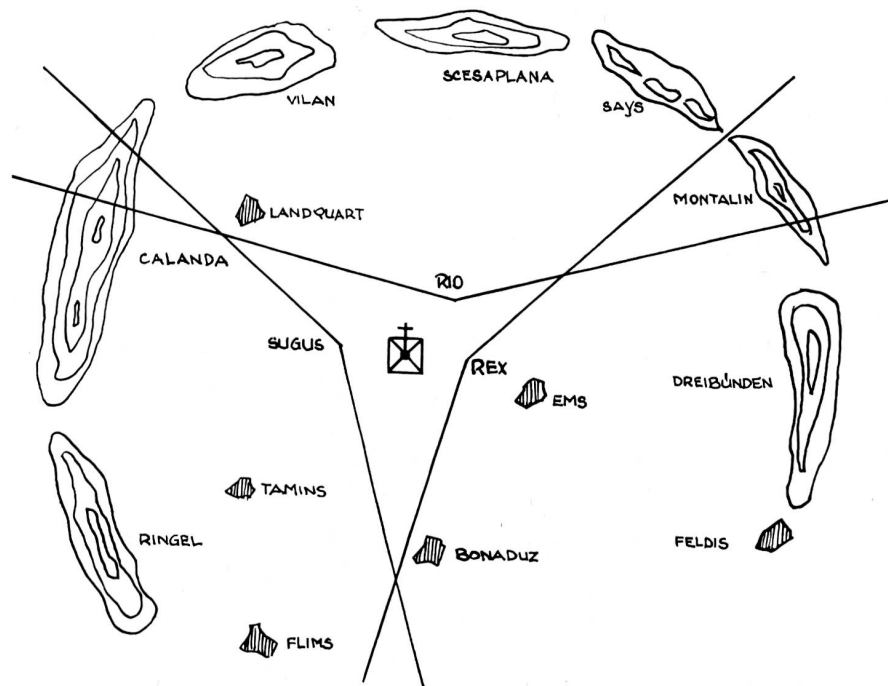 SCESAPLANA
VILAN
SAYS
MONTALIN
LANDQUART
CALANDA
RIO
SUGUS
REX
DREIBÜNDEN
EMS
TAMINS
RINGEL
BONADUZ
FELDIS
FLIMS